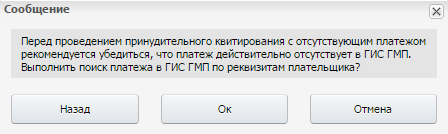 Сообщение
Перед проведением принудительного квитирования с отсутствующим платежом
рекомендуется убедиться, что платеж действительно отсутствует в ГИС ГМП.
Выполнить поиск платежа в ГИС ГМП по реквизитам плательщика?
Назад
Ок
Отмена